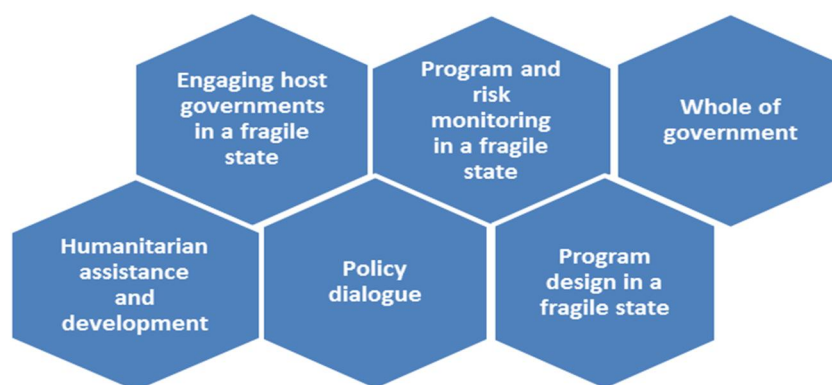 Engaging host
governments
in a fragile
state
Program and
risk
monitoring
in a fragile
state
Whole of
government
Humanitarian
assistance
and
development
Policy
dialogue
Program
design in a
fragile state